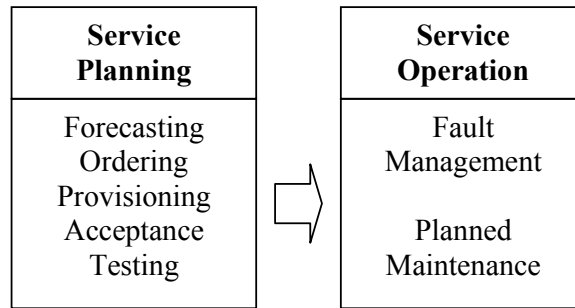 Service
Planning
Forecasting
Ordering
Provisioning
Acceptance
Testing
Service
Operation
Fault
Management
Planned
Maintenance